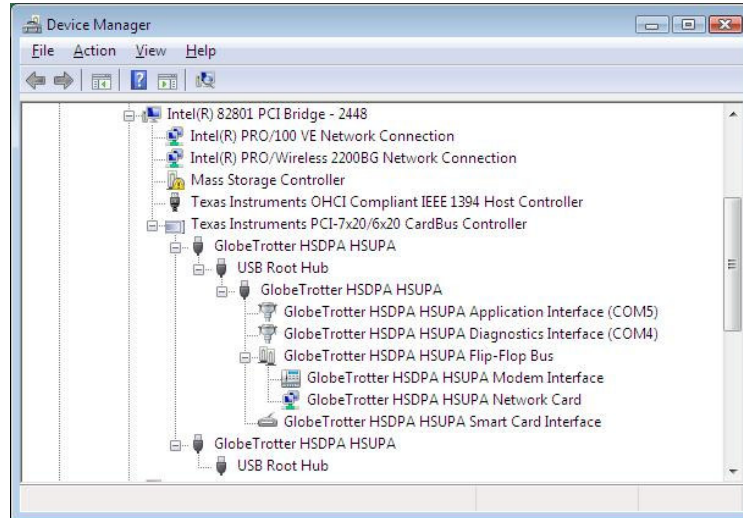 Device Manager
File Action View Help
Intel(R) 82801 PCI Bridge - 2448
Intel(R) PRO/100 VE Network Connection
Intel(R) PRO/Wireless 2200BG Network Connection
Mass Storage Controller
Texas Instruments OHCI Compliant IEEE 1394 Host Controller
Texas Instruments PCI-7x20/6x20 CardBus Controller
GlobeTrotter HSDPA HSUPA
USB Root Hub
GlobeTrotter HSDPA HSUPA
GlobeTrotter HSDPA HSUPA Application Interface (COM5)
GlobeTrotter HSDPA HSUPA Diagnostics Interface (COM4)
GlobeTrotter HSDPA HSUPA Flip-Flop Bus
GlobeTrotter HSDPA HSUPA Modem Interface
GlobeTrotter HSDPA HSUPA Network Card
GlobeTrotter HSDPA HSUPA Smart Card Interface
GlobeTrotter HSDPA HSUPA
USB Root Hub